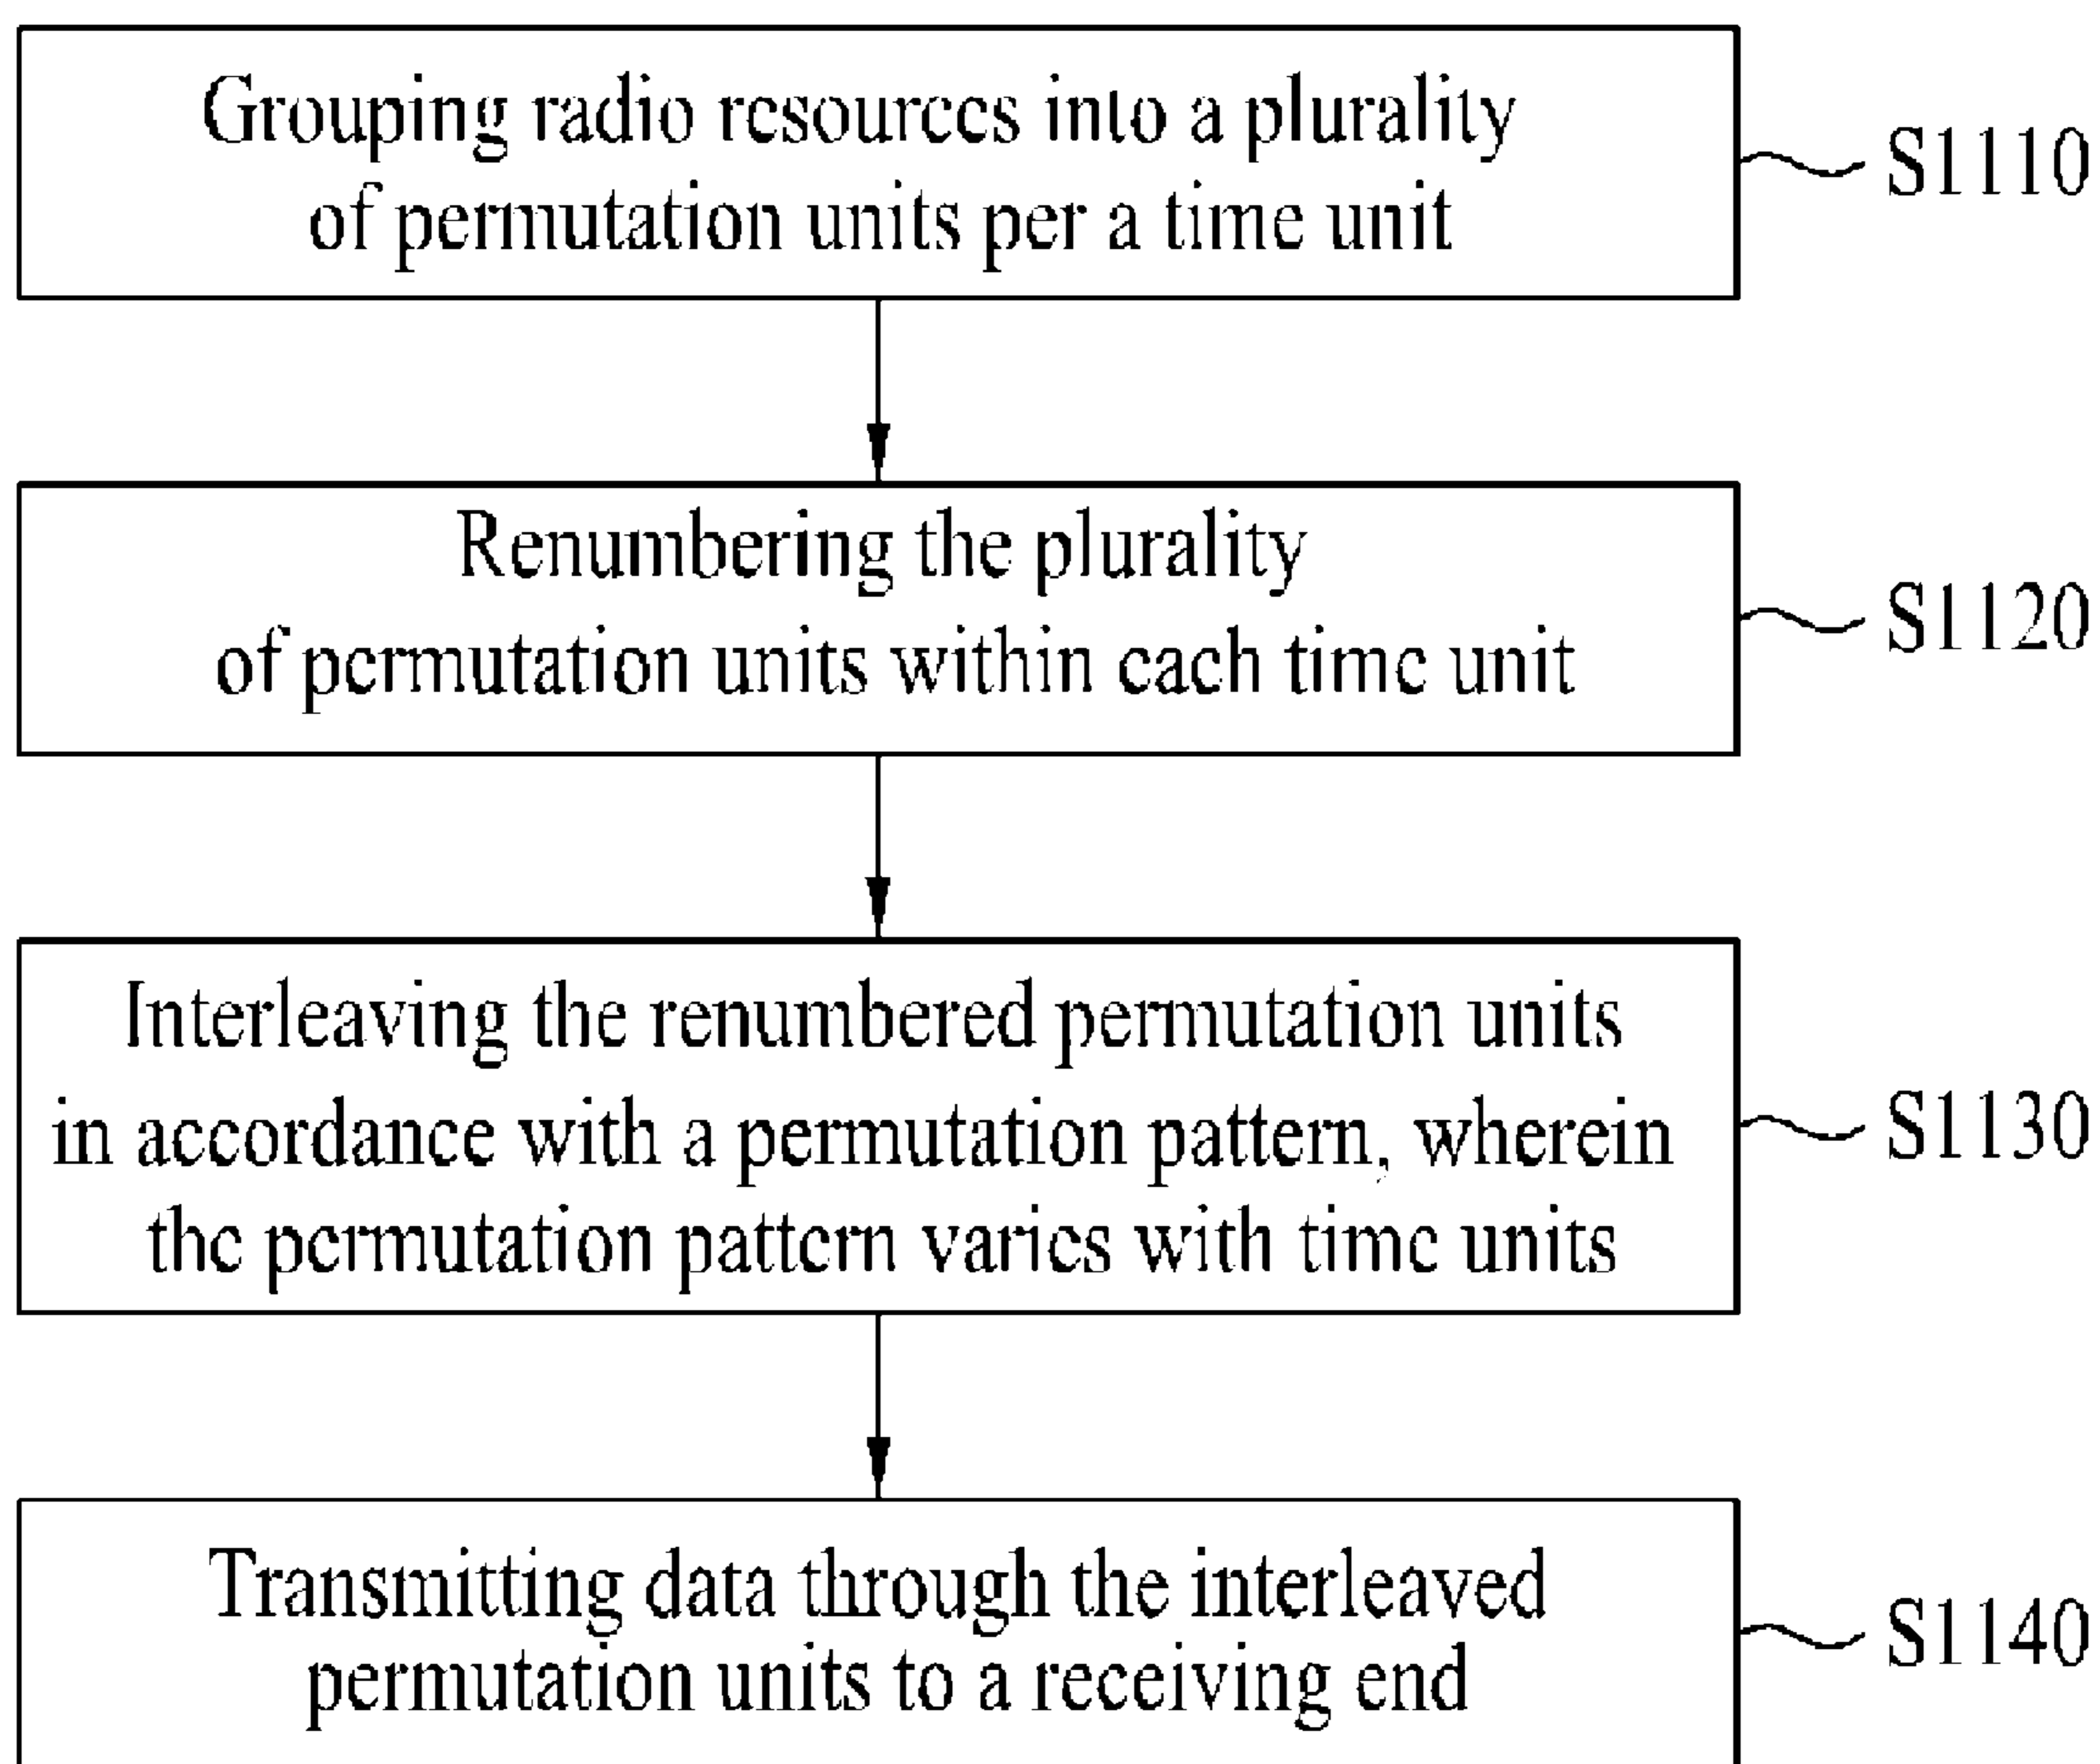 Grouping radio resources into a plurality
of permutation units per a time unit
S1110
Renumbering the plurality
of permutation units within each time unit
S1120
Interleaving the renumbered permutation units
in accordance with a permutation pattern, wherein
the permutation pattern varies with time units
S1130
Transmitting data through the interleaved
permutation units to a receiving end
S1140